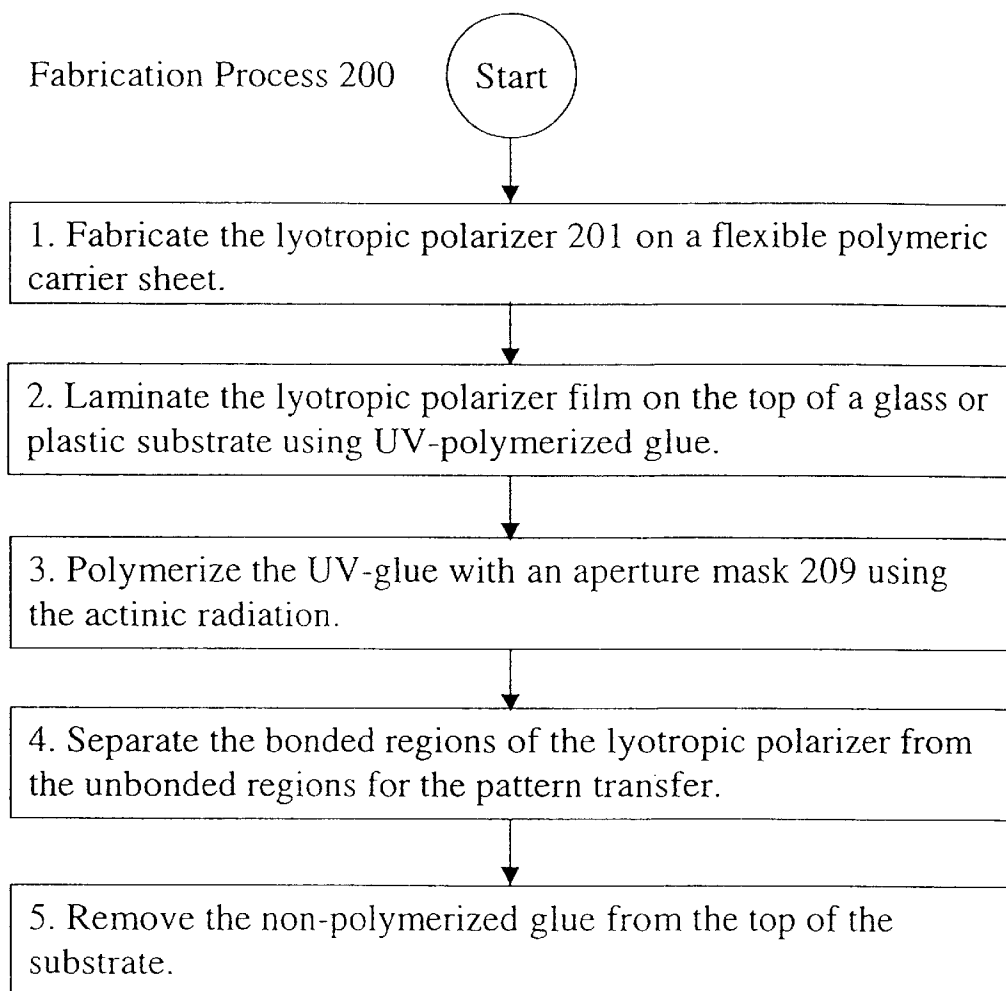 Fabrication Process 200
Start
1. Fabricate the lyotropic polarizer 201 on a flexible polymeric
carrier sheet.
2. Laminate the lyotropic polarizer film on the top of a glass or
plastic substrate using UV-polymerized glue.
3. Polymerize the UV-glue with an aperture mask 209 using
the actinic radiation.
4. Separate the bonded regions of the lyotropic polarizer from
the unbonded regions for the pattern transfer.
5. Remove the non-polymerized glue from the top of the
substrate.